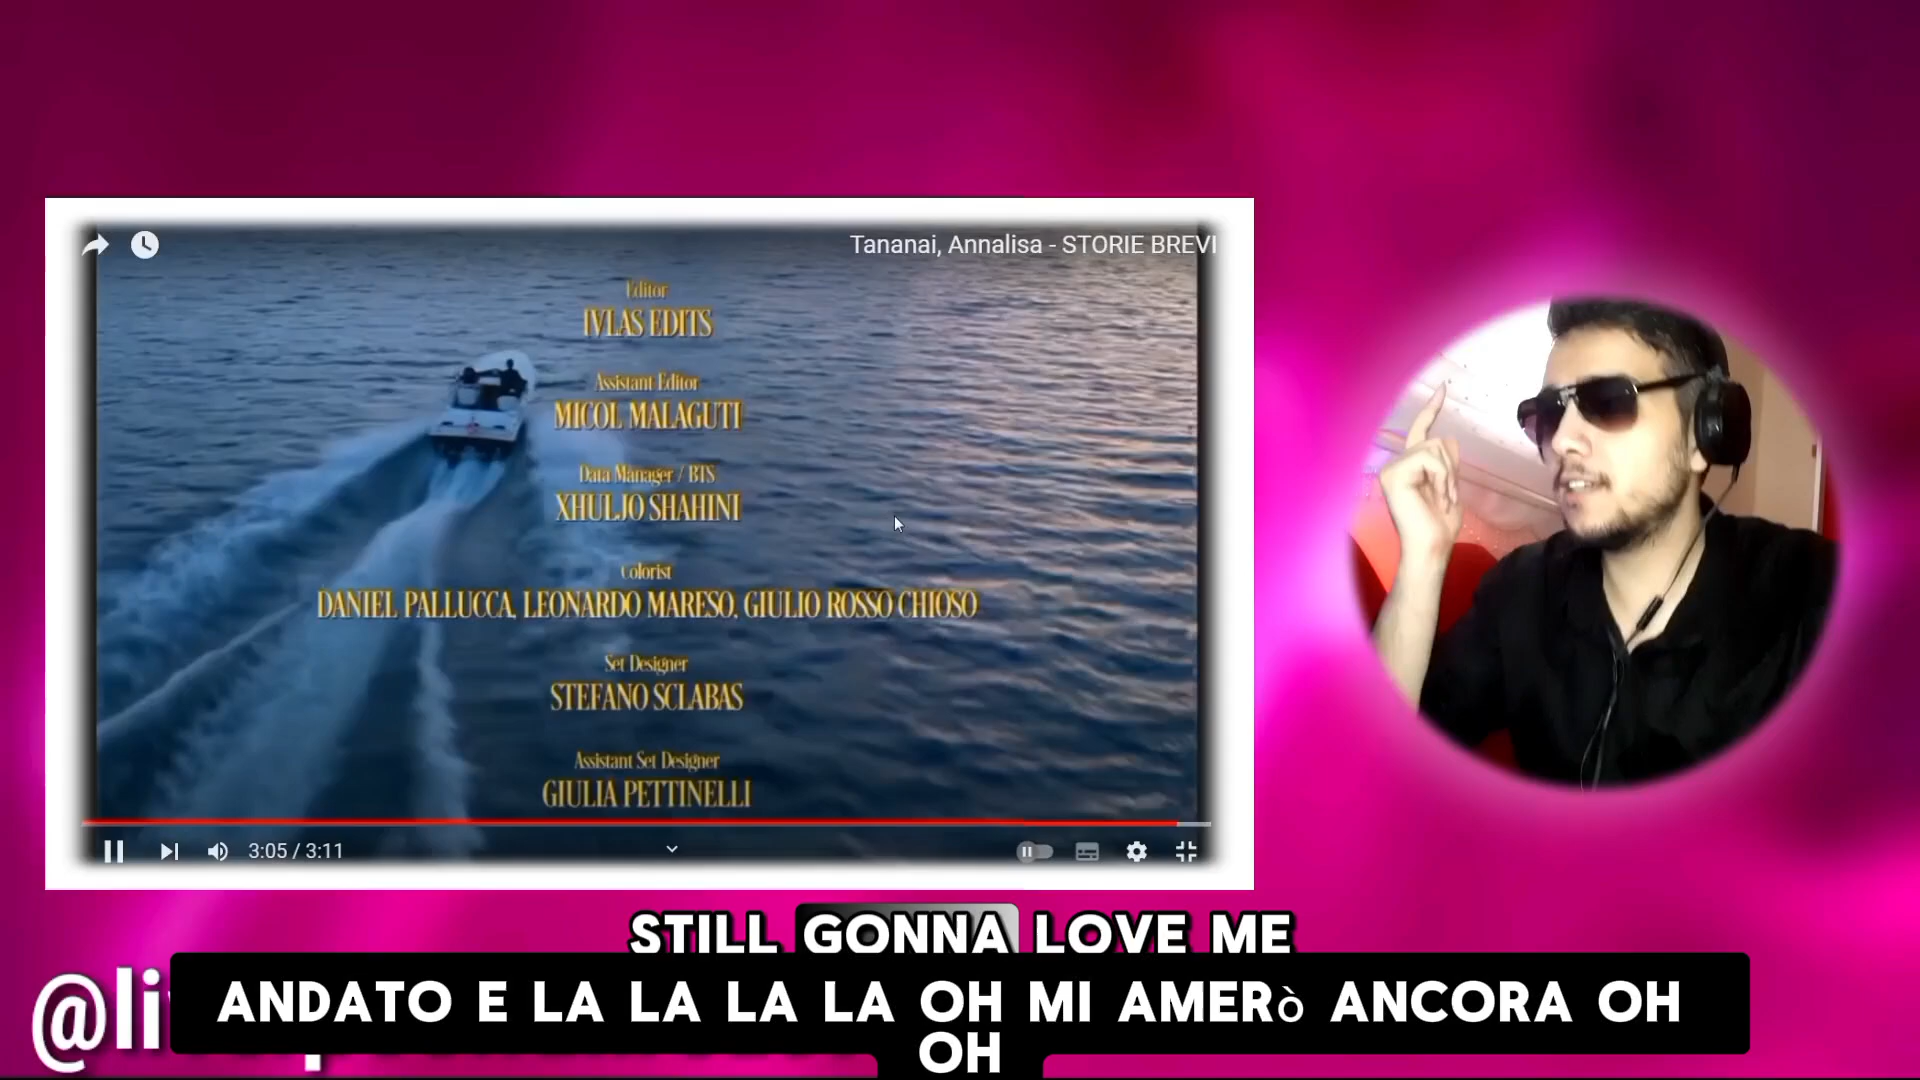 Tananai, Annalisa - STORIE BREVI
Editor
IVLAS EDITS
Assistant Editor
MICOL MALAGUTI
Data Manager / BTS
XHULJO SHAHINI
Colorist
DANIEL PALLUCCA, LEONARDO MARESO, GIULIO ROSSO CHIOSO
Set Designer
STEFANO SCLABAS
Assistant Set Designer
GIULIA PETTINELLI
3:05 / 3:11
STILL GONNA LOVE ME
@li
ANDATO E LA LA LA LA OH MI AMERò ANCORA OH
OH